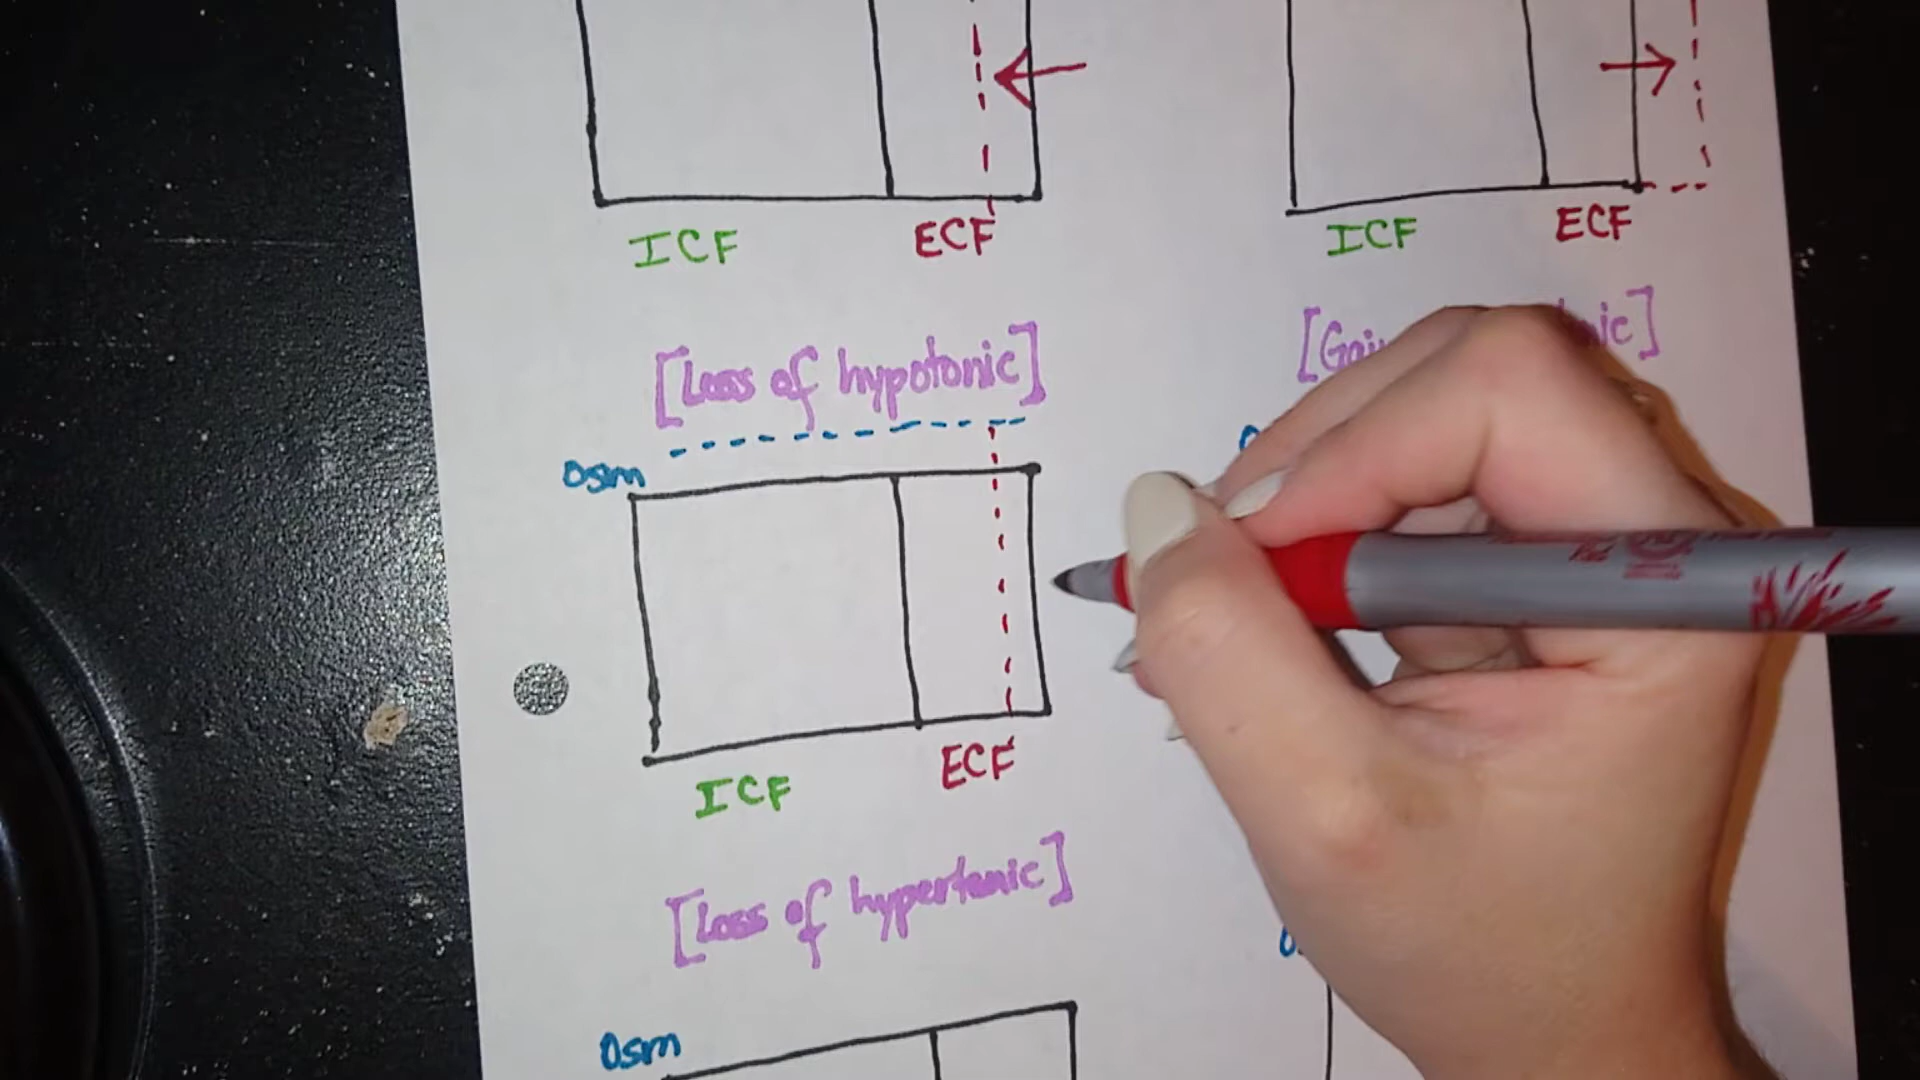 ICF ECF
ICF ECF
[Loss of hypotonic]
Osm
ICF ECF
[Loss of hypertonic]
Osm